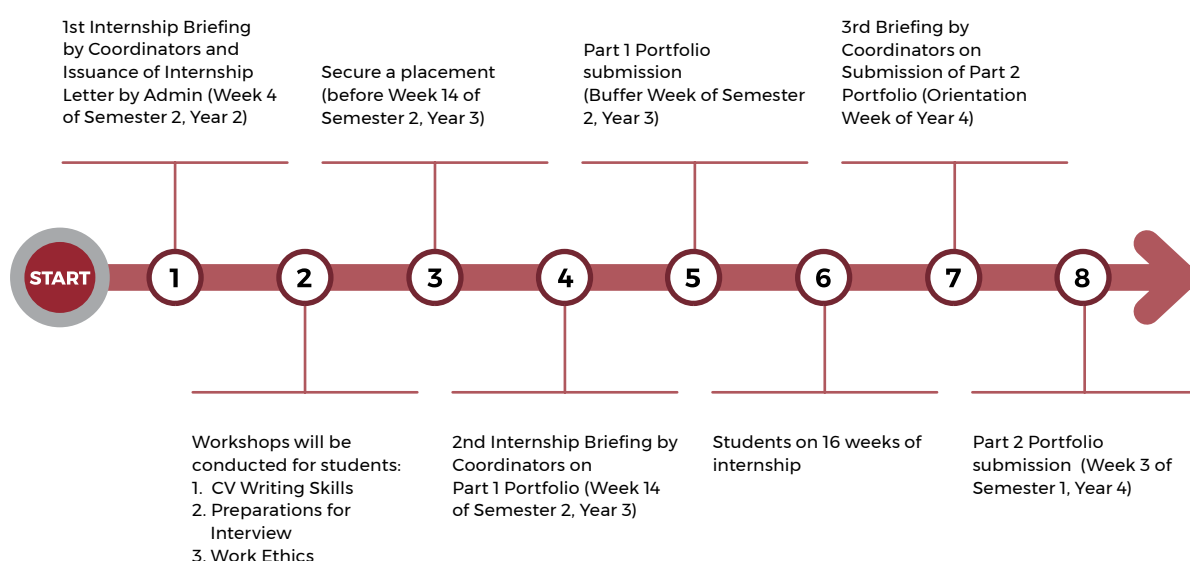 1st Internship Briefing
by Coordinators and
Issuance of Internship
Letter by Admin (Week 4
of Semester 2, Year 2)
Secure a placement
(before Week 14 of
Semester 2, Year 3)
Part 1 Portfolio
submission
(Buffer Week of Semester
2, Year 3)
3rd Briefing by
Coordinators on
Submission of Part 2
Portfolio (Orientation
Week of Year 4)
START
1
2
3
4
5
6
7
8
Workshops will be
conducted for students:
1. CV Writing Skills
2. Preparations for
Interview
3. Work Ethics
2nd Internship Briefing by
Coordinators on
Part 1 Portfolio (Week 14
of Semester 2, Year 3)
Students on 16 weeks of
internship
Part 2 Portfolio
submission (Week 3 of
Semester 1, Year 4)